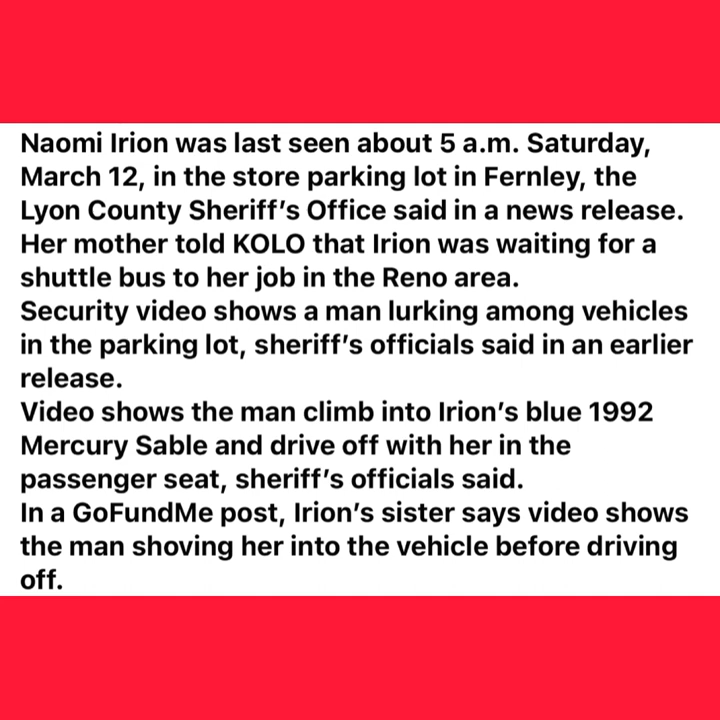 Naomi Irion was last seen about 5 a.m. Saturday,
March 12, in the store parking lot in Fernley, the
Lyon County Sheriff's Office said in a news release.
Her mother told KOLO that Irion was waiting for a
shuttle bus to her job in the Reno area.
Security video shows a man lurking among vehicles
in the parking lot, sheriff's officials said in an earlier
release.
Video shows the man climb into Irion's blue 1992
Mercury Sable and drive off with her in the
passenger seat, sheriff's officials said.
In a GoFundMe post, Irion's sister says video shows
the man shoving her into the vehicle before driving
off.